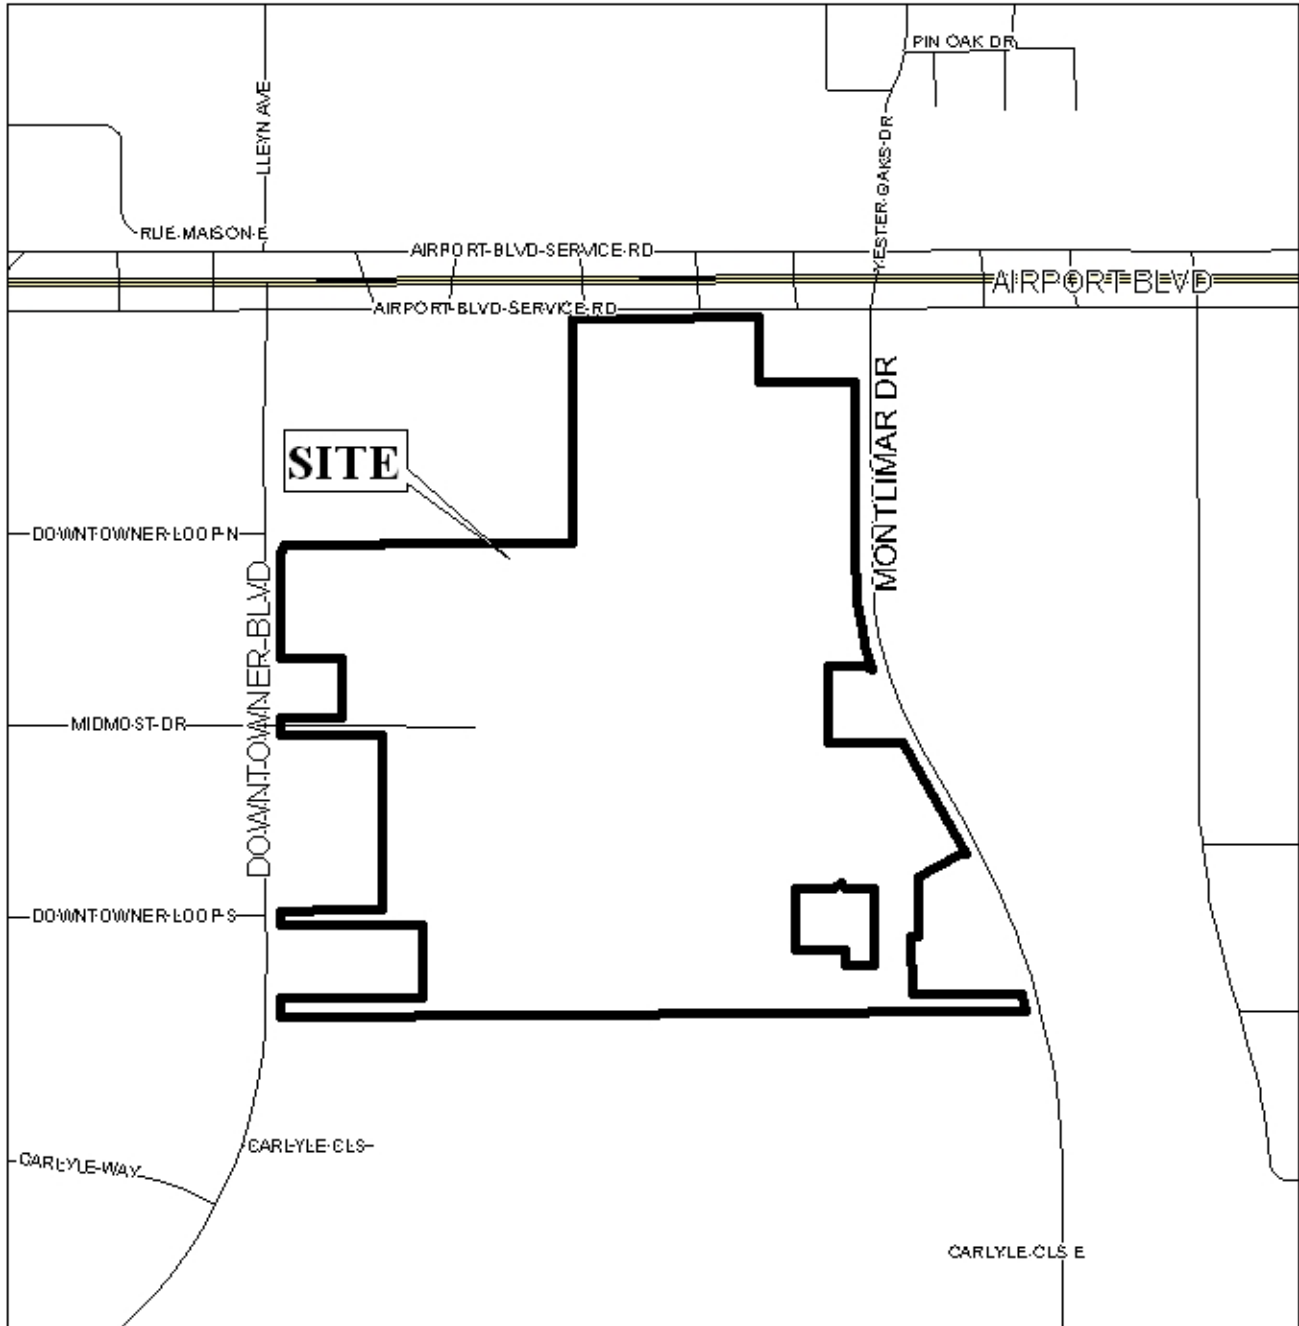 PIN OAK DR
LLEYN AVE
YESTER OAKS DR
RUE MAISON E
AIRPORT BLVD SERVICE RD
AIRPORT BLVD
AIRPORT BLVD SERVICE RD
MONTLIMAR DR
SITE
DOWNTOWNER LOOP N
DOWNTOWNER BLVD
MIDMOST DR
DOWNTOWNER LOOP S
CARLYLE CLS
CARLYLE WAY
CARLYLE CLS E